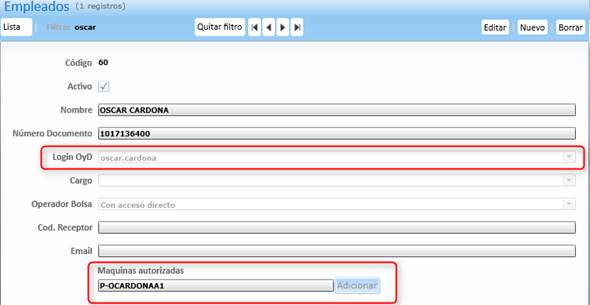 Empleados (1 registros)
Lista Filtro: oscar Quitar filtro Editar Nuevo Borrar
Código 60
Activo
Nombre OSCAR CARDONA
Número Documento 1017136400
Login OyD oscar.cardona
Cargo
Operador Bolsa Con acceso directo
Cod. Receptor
Email
Maquinas autorizadas
P-OCARDONAA1 Adicionar